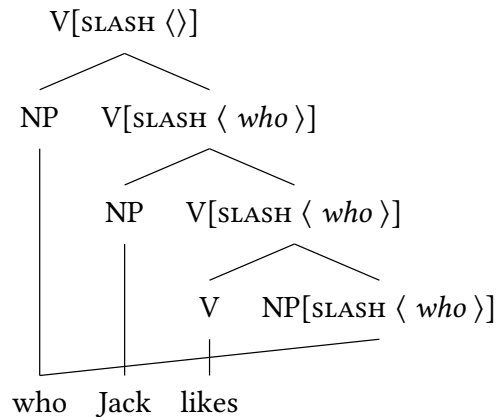 V[SLASH ⟨⟩]
NP V[SLASH ⟨ who ⟩]
NP V[SLASH ⟨ who ⟩]
V NP[SLASH ⟨ who ⟩]
who Jack likes